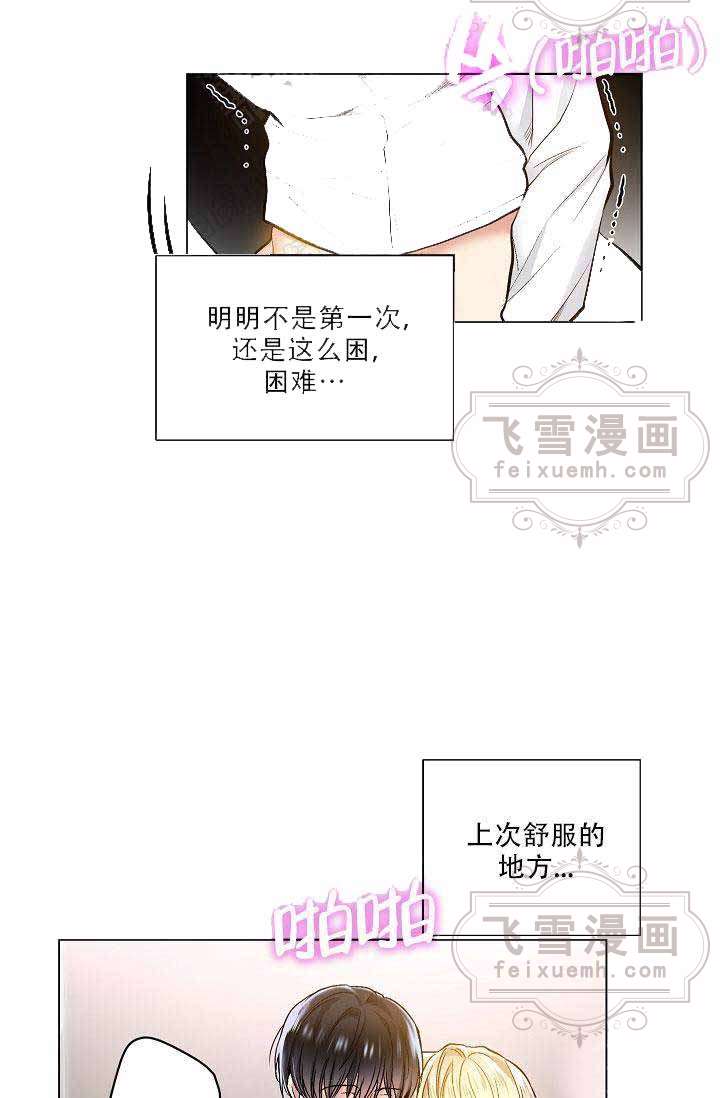 (啪啪)
明明不是第一次,
还是这么困,
困难…
飞雪漫画
feixuemh.com
上次舒服的
地方...
啪啪
飞雪漫画
feixuemh.com